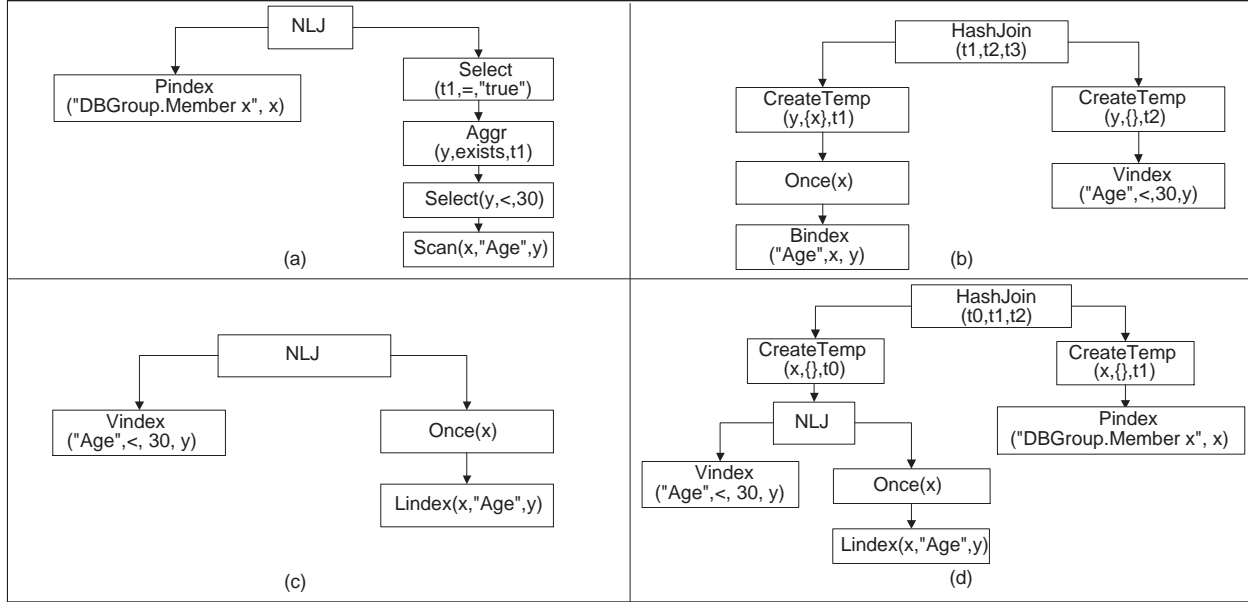 NLJ
Pindex
("DBGroup.Member x", x)
Select
(t1,=,"true")
Aggr
(y,exists,t1)
Select(y,<,30)
Scan(x,"Age",y)
(a)
HashJoin
(t1,t2,t3)
CreateTemp
(y,{x},t1)
CreateTemp
(y,{},t2)
Once(x)
Vindex
("Age",<,30,y)
Bindex
("Age",x, y)
(b)
NLJ
Vindex
("Age",<, 30, y)
Once(x)
Lindex(x,"Age",y)
(c)
HashJoin
(t0,t1,t2)
CreateTemp
(x,{},t0)
CreateTemp
(x,{},t1)
NLJ
Pindex
("DBGroup.Member x", x)
Vindex
("Age",<, 30, y)
Once(x)
Lindex(x,"Age",y)
(d)